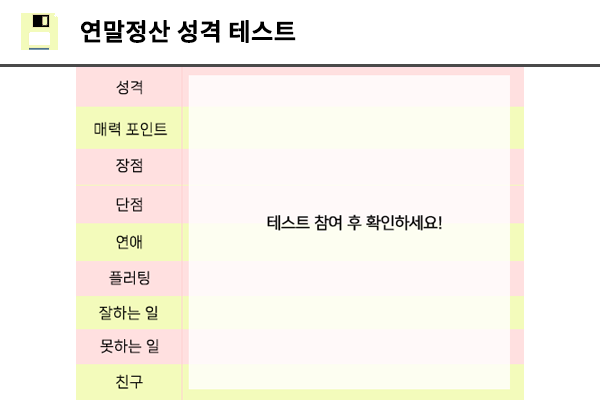 연말정산 성격 테스트
성격
매력 포인트
장점
단점
테스트 참여 후 확인하세요!
연애
플러팅
잘하는 일
못하는 일
친구